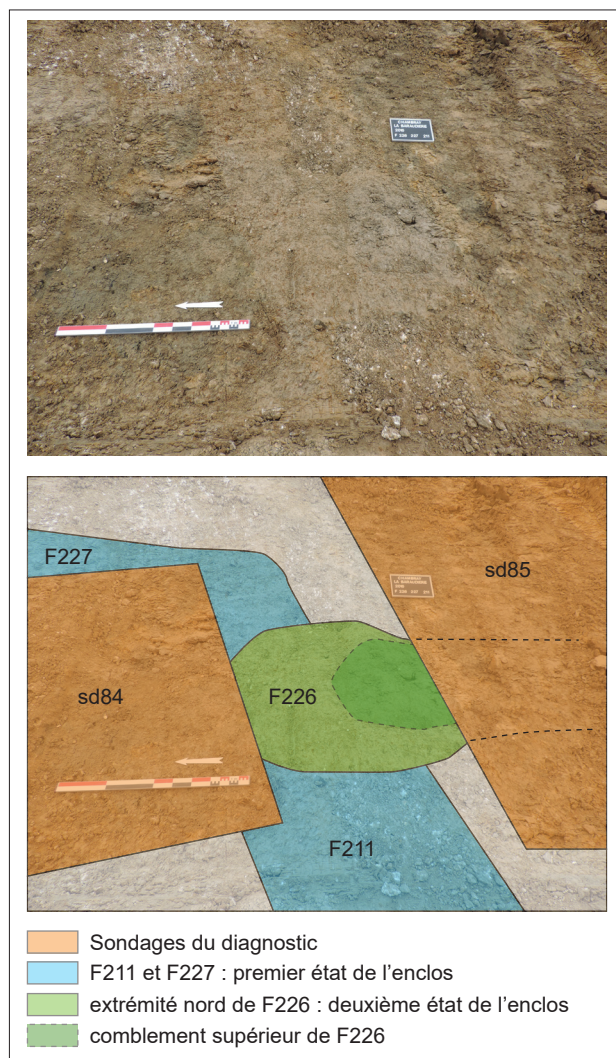 F227
sd85
sd84
F226
F211
Sondages du diagnostic
F211 et F227 : premier état de l'enclos
extrémité nord de F226 : deuxième état de l'enclos
comblement supérieur de F226